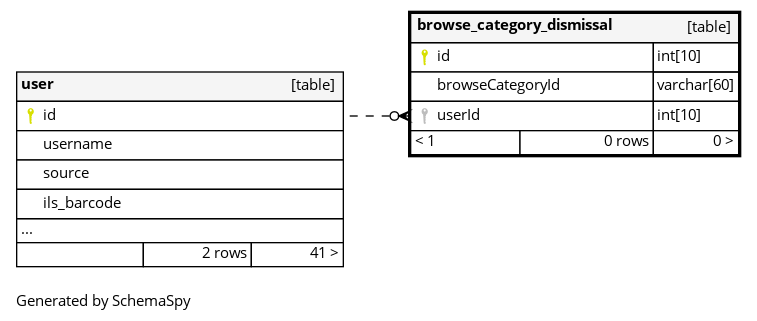 browse_category_dismissal [table]
id int[10]
browseCategoryId varchar[60]
userId int[10]
< 1 0 rows 0 >
user [table]
id
username
source
ils_barcode
...
2 rows 41 >
Generated by SchemaSpy